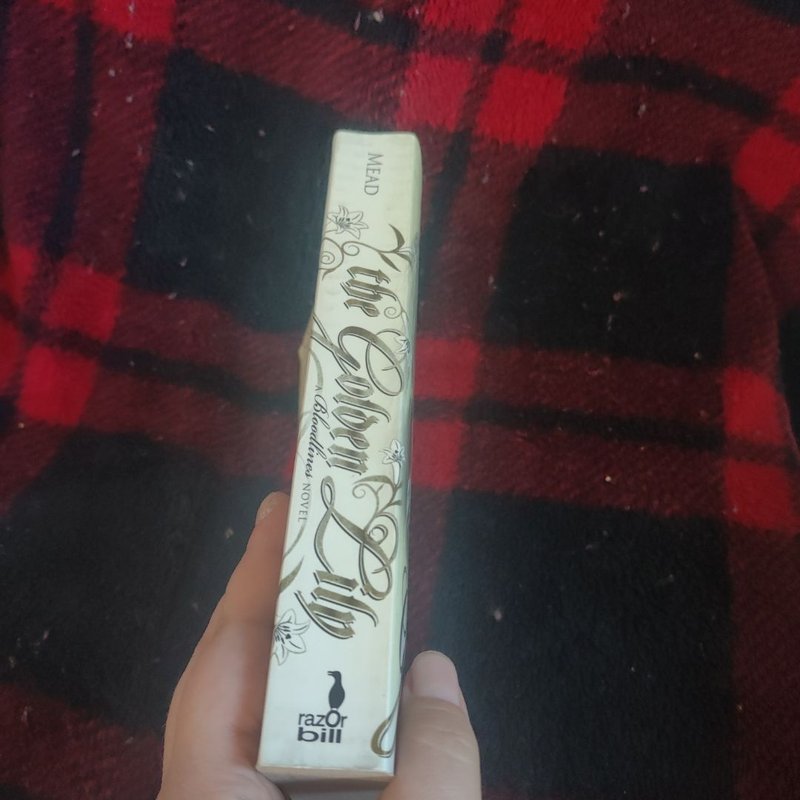 MEAD
the Golden Lily
A Bloodlines NOVEL
razOr
bill